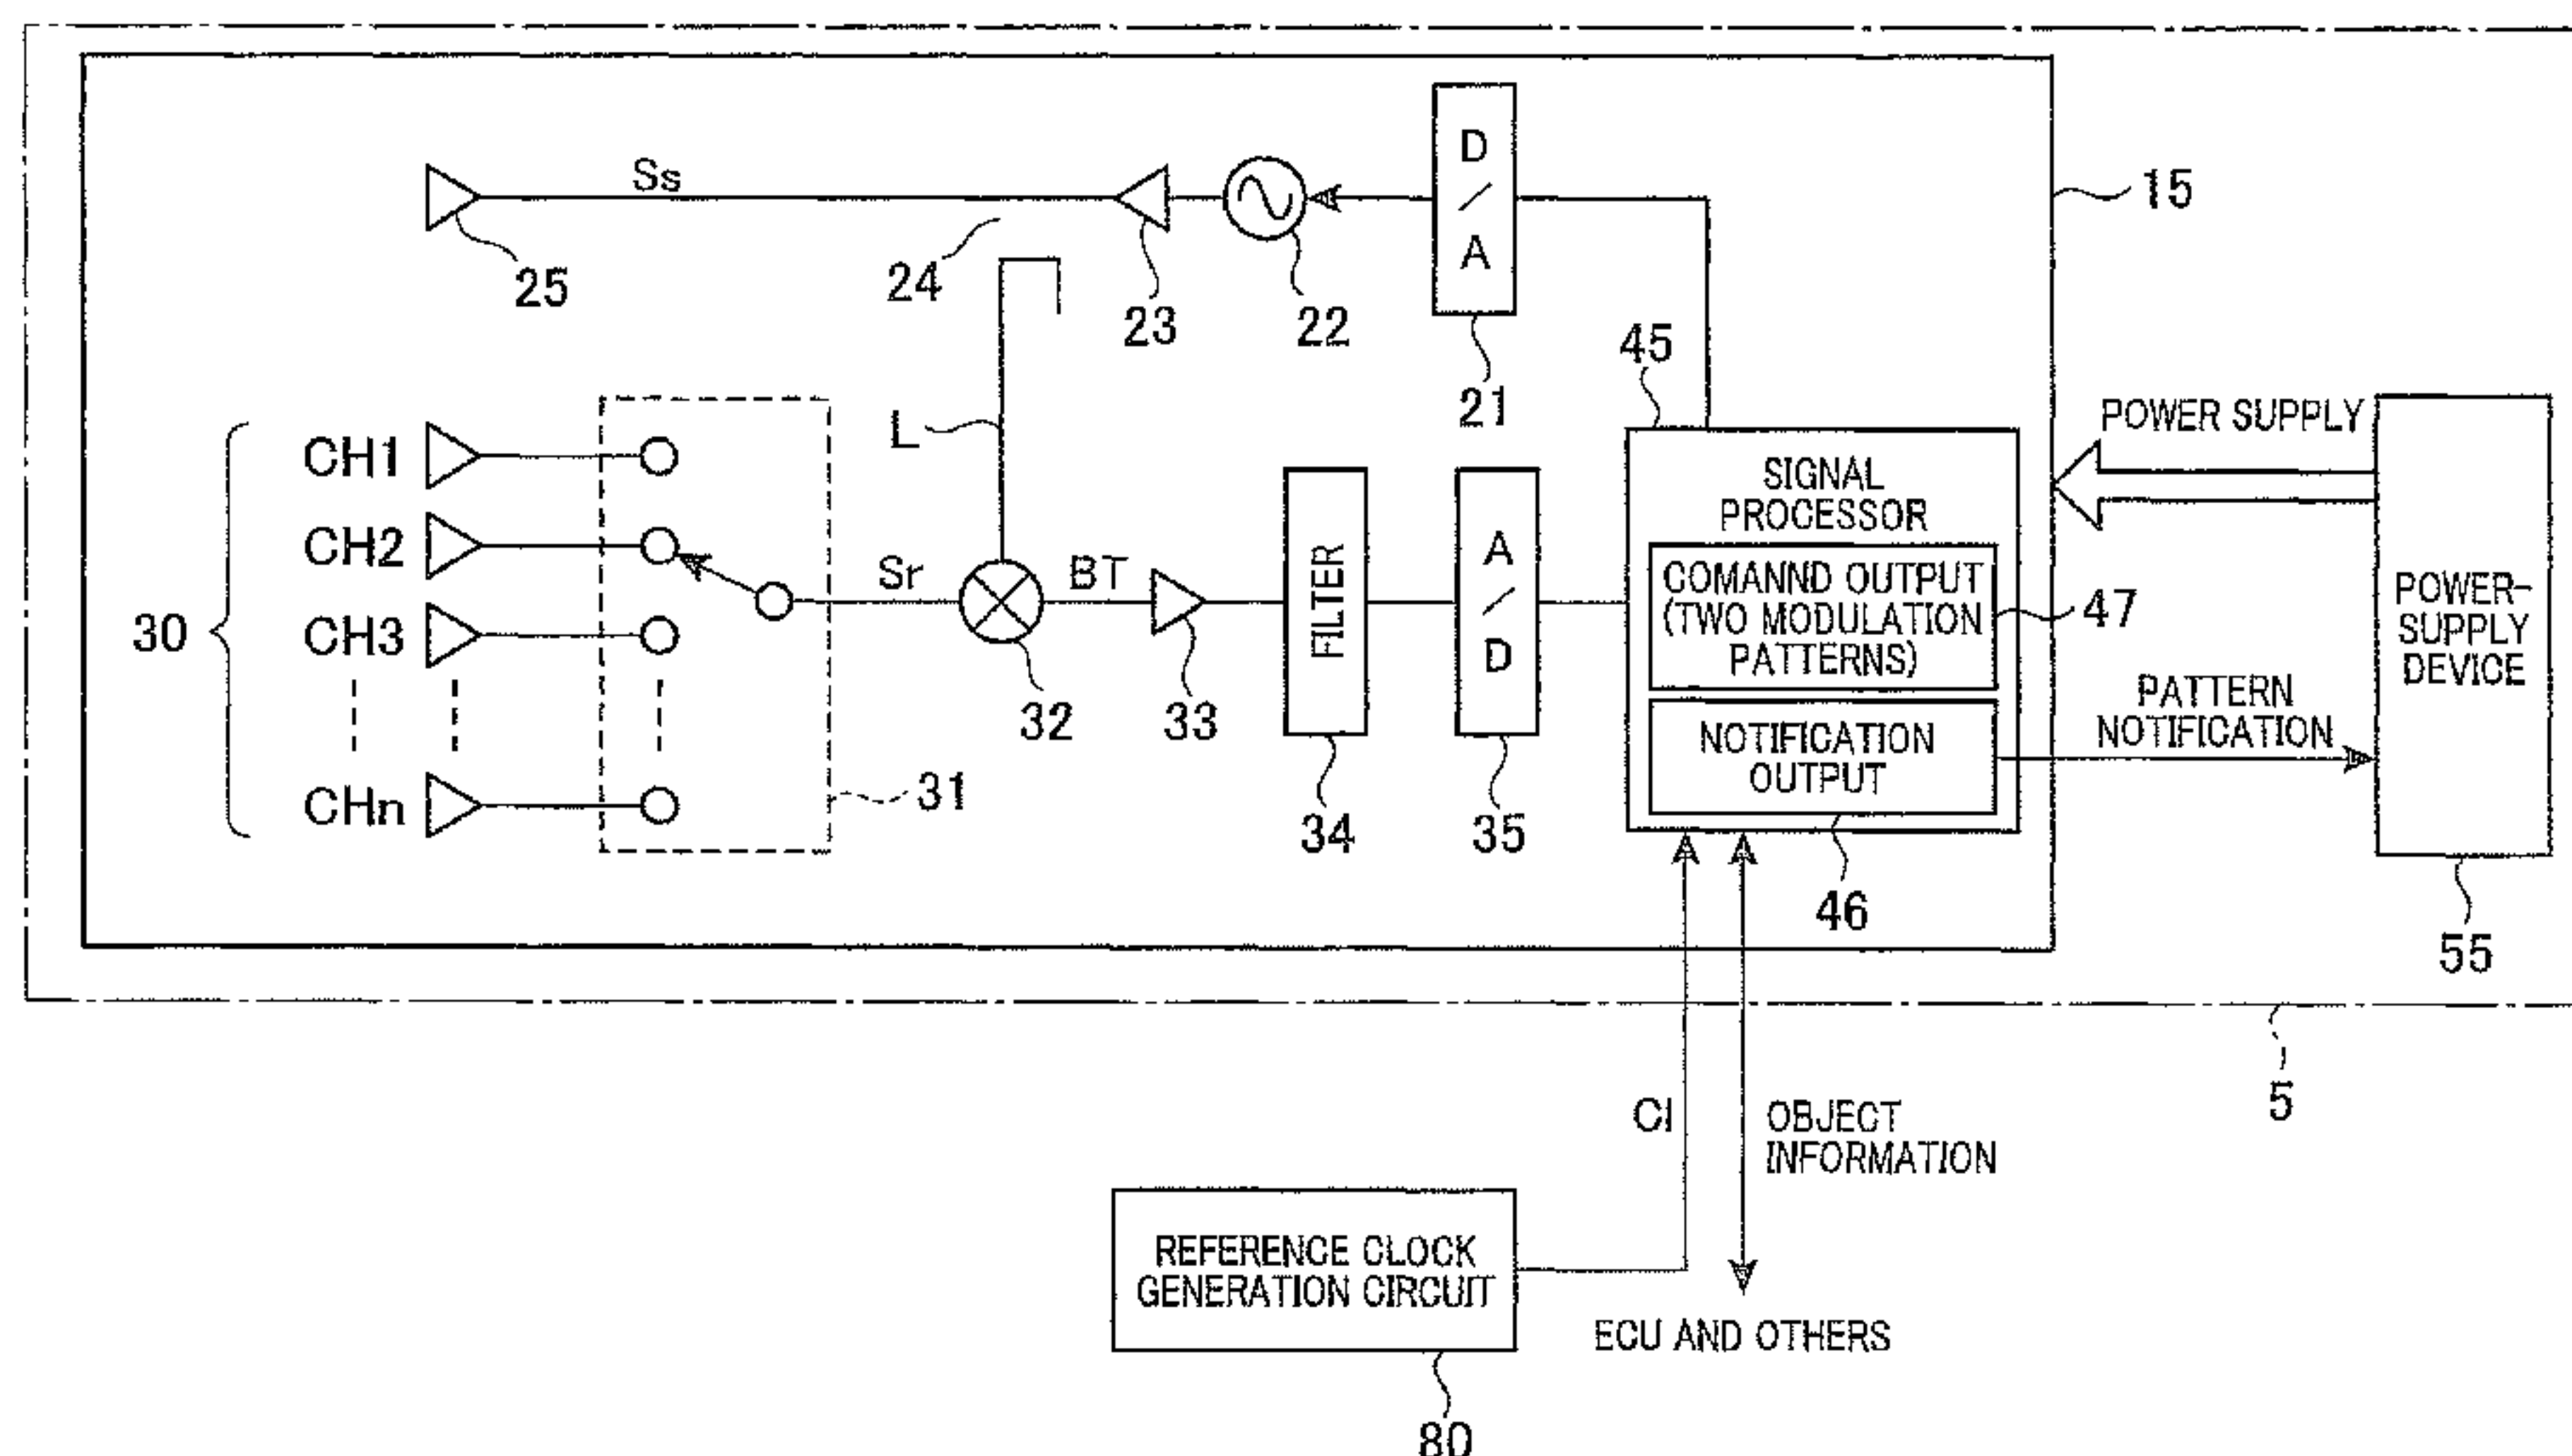 D
/
A
Ss
15
25
24
23
22
21
45
L
POWER SUPPLY
CH1
CH2
CH3
CHn
30
31
Sr
BT
32
33
FILTER
34
A
/
D
35
SIGNAL
PROCESSOR
COMANND OUTPUT
(TWO MODULATION
PATTERNS)
47
NOTIFICATION
OUTPUT
46
PATTERN
NOTIFICATION
POWER-
SUPPLY
DEVICE
55
5
Cl
OBJECT
INFORMATION
REFERENCE CLOCK
GENERATION CIRCUIT
ECU AND OTHERS
80